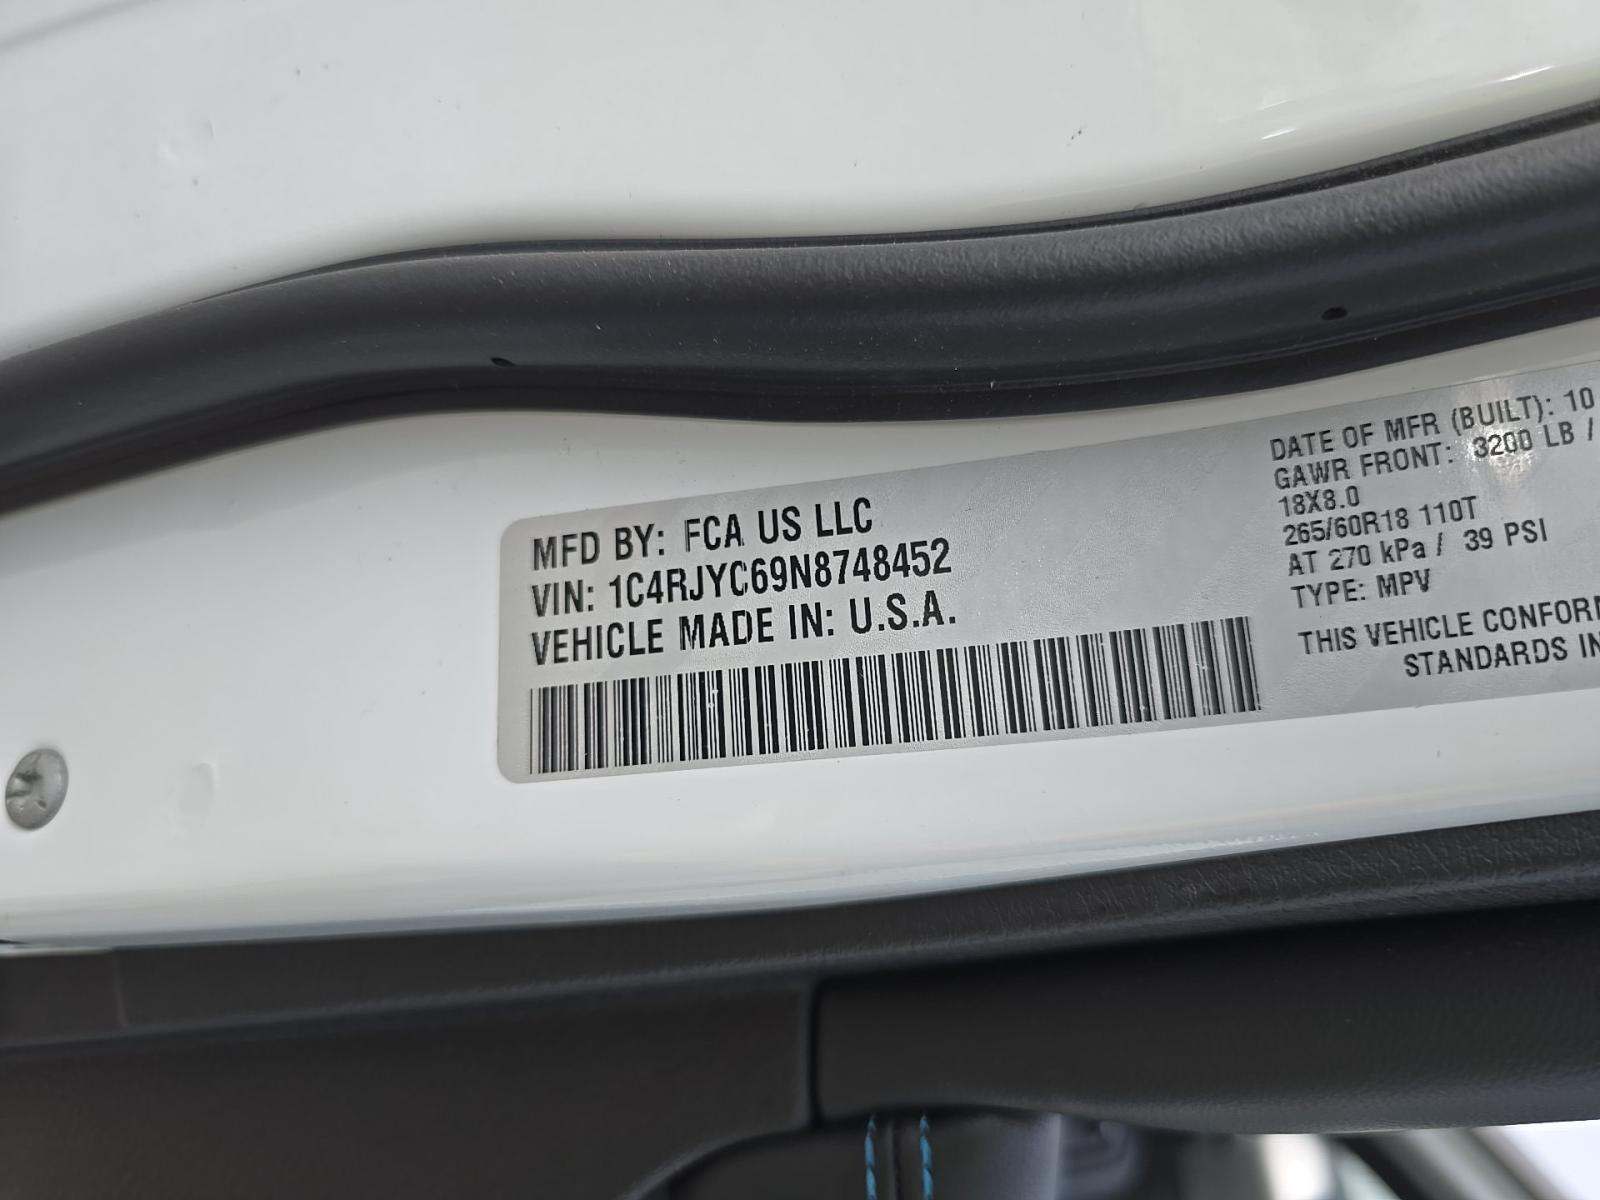 MFD BY: FCA US LLC
VIN: 1C4RJYC69N8748452
VEHICLE MADE IN: U.S.A.
DATE OF MFR (BUILT): 10
GAWR FRONT: 3200 LB /
18X8.0
265/60R18 110T
AT 270 kPa / 39 PSI
TYPE: MPV
THIS VEHICLE CONFOR
STANDARDS IN